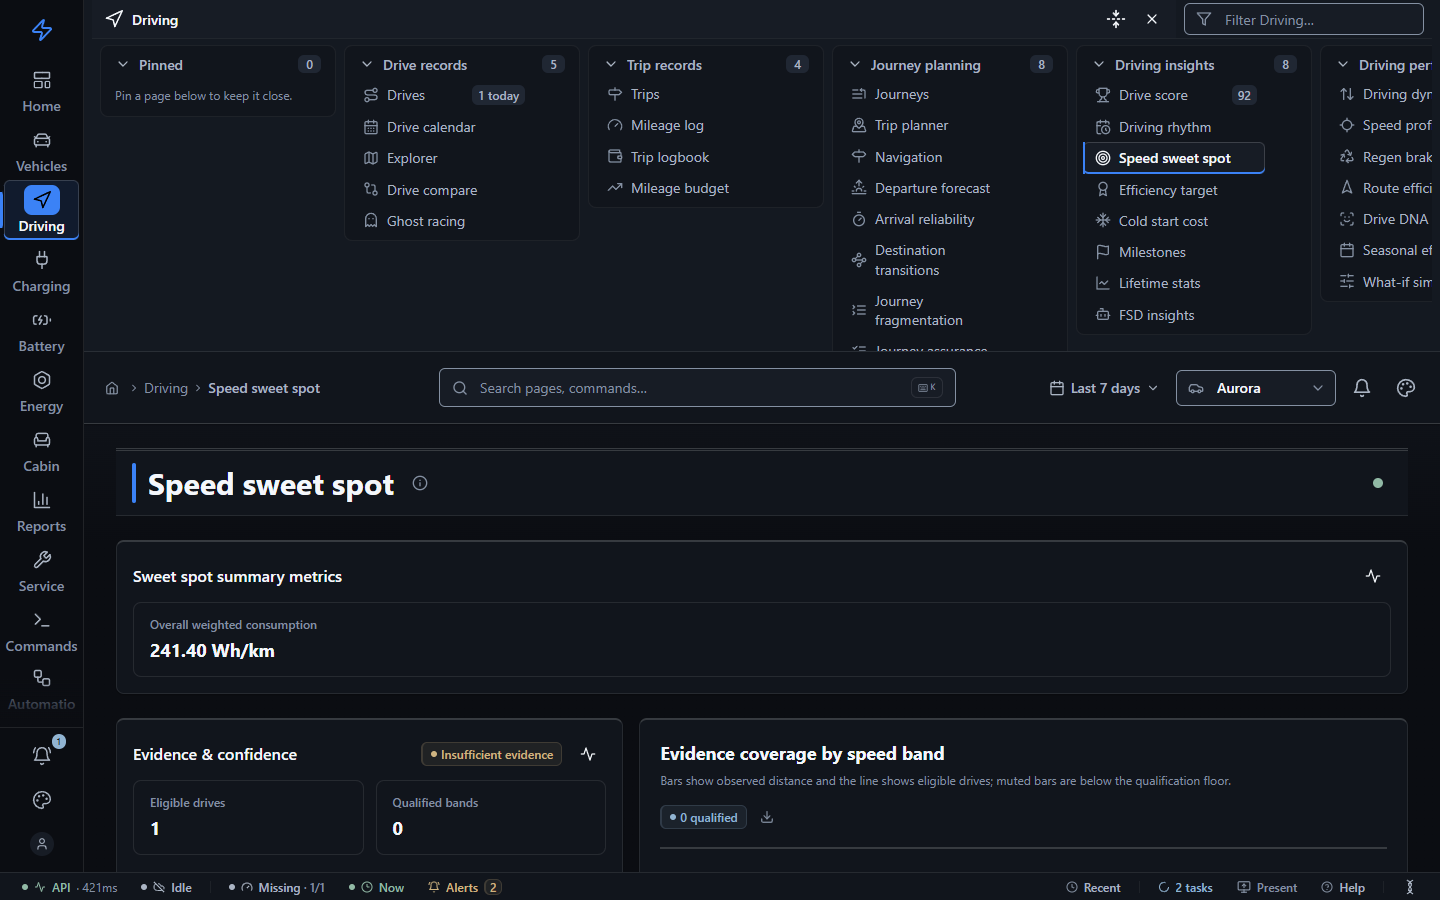 Driving
Filter Driving...
Pinned 0
Pin a page below to keep it close.
Drive records 5
Drives 1 today
Drive calendar
Explorer
Drive compare
Ghost racing
Trip records 4
Trips
Mileage log
Trip logbook
Mileage budget
Journey planning 8
Journeys
Trip planner
Navigation
Departure forecast
Arrival reliability
Destination
transitions
Journey
fragmentation
Journey assurance
Driving insights 8
Drive score 92
Driving rhythm
Speed sweet spot
Efficiency target
Cold start cost
Milestones
Lifetime stats
FSD insights
Driving per
Driving dyn
Speed prof
Regen brak
Route effici
Drive DNA
Seasonal ef
What-if sim
Home
Vehicles
Driving
Charging
Battery
Energy
Cabin
Reports
Service
Commands
Automatio
1
Driving
Speed sweet spot
Search pages, commands...
K
Last 7 days
Aurora
Speed sweet spot
Sweet spot summary metrics
Overall weighted consumption
241.40 Wh/km
Evidence & confidence
Insufficient evidence
Eligible drives
1
Qualified bands
0
Evidence coverage by speed band
Bars show observed distance and the line shows eligible drives; muted bars are below the qualification floor.
0 qualified
API · 421ms
Idle
Missing · 1/1
Now
Alerts 2
Recent
2 tasks
Present
Help